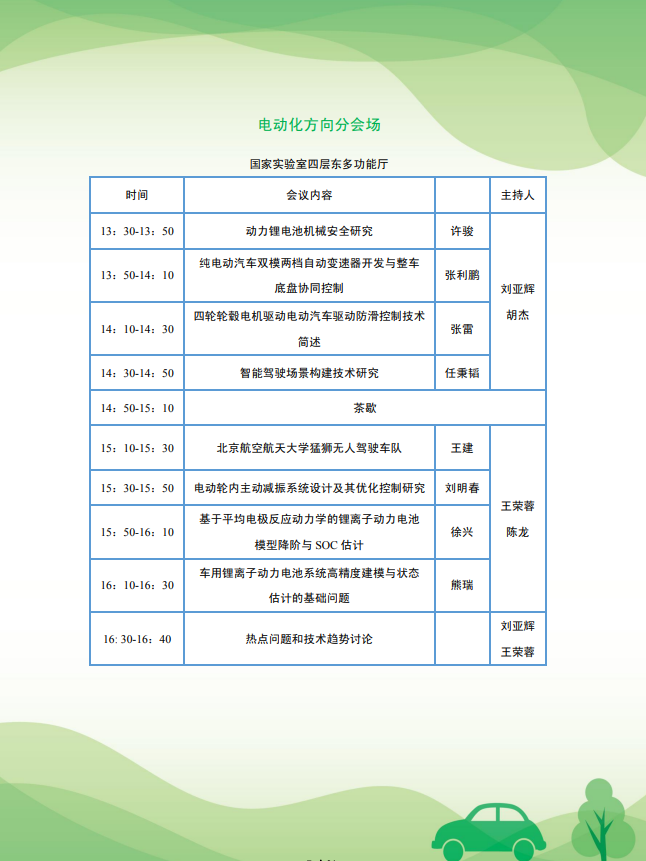 电动化方向分会场
国家实验室四层东多功能厅
时间 会议内容 主持人
13：30-13：50 动力锂电池机械安全研究 许骏
13：50-14：10 纯电动汽车双模两档自动变速器开发与整车
底盘协同控制 张利鹏
刘亚辉
胡杰
14：10-14：30 四轮轮毂电机驱动电动汽车驱动防滑控制技术
简述 张雷
14：30-14：50 智能驾驶场景构建技术研究 任秉韬
14：50-15：10 茶歇
15：10-15：30 北京航空航天大学猛狮无人驾驶车队 王建
15：30-15：50 电动轮内主动减振系统设计及其优化控制研究 刘明春
王荣蓉
陈龙
15：50-16：10 基于平均电极反应动力学的锂离子动力电池
模型降阶与 SOC 估计 徐兴
16：10-16：30 车用锂离子动力电池系统高精度建模与状态
估计的基础问题 熊瑞
16: 30-16：40 热点问题和技术趋势讨论
刘亚辉
王荣蓉